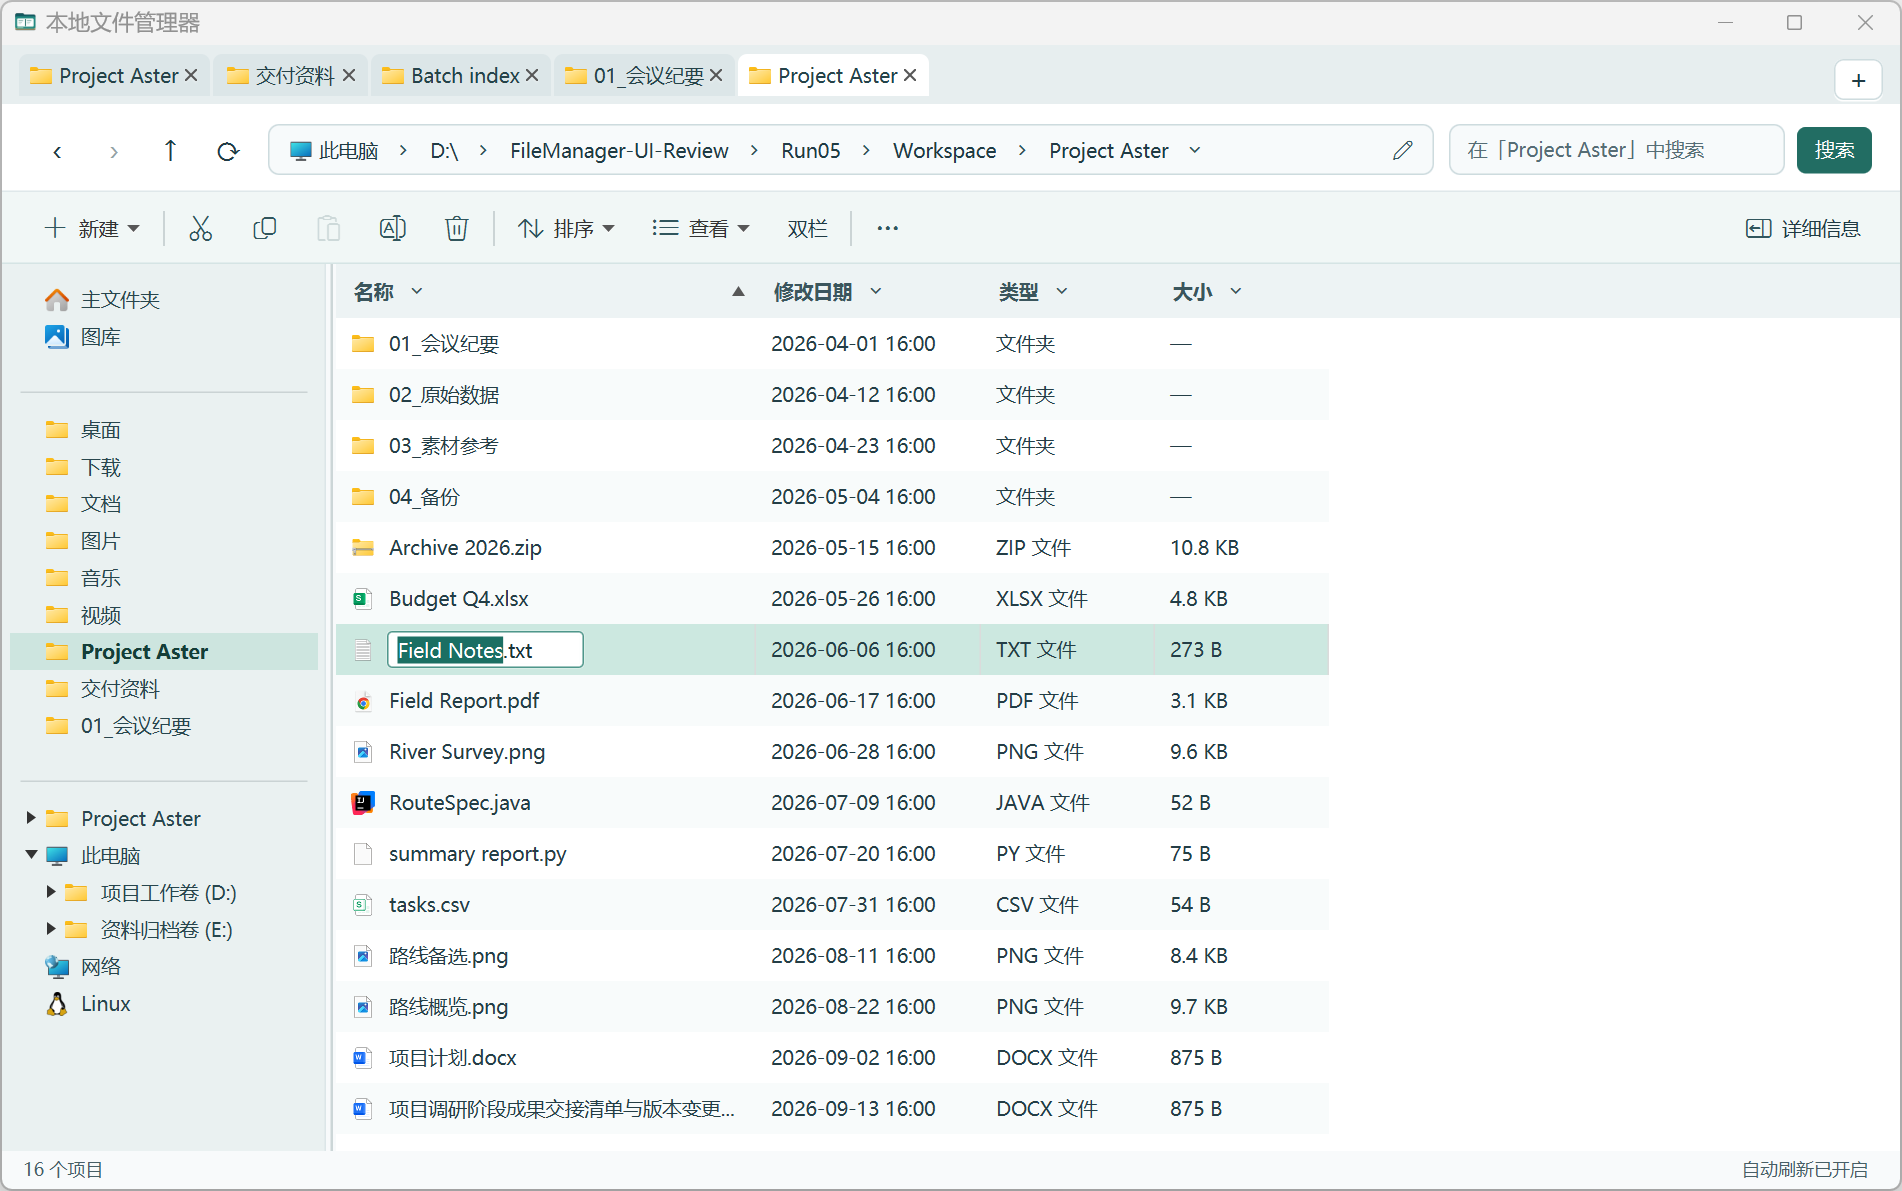 本地文件管理器
Project Aster 交付资料 Batch index 01_会议纪要 Project Aster
此电脑 D:\ FileManager-UI-Review Run05 Workspace Project Aster 在「Project Aster」中搜索 搜索
新建 排序 查看 双栏 详细信息
主文件夹
图库
桌面
下载
文档
图片
音乐
视频
Project Aster
交付资料
01_会议纪要
Project Aster
此电脑
项目工作卷 (D:)
资料归档卷 (E:)
网络
Linux
名称 修改日期 类型 大小
01_会议纪要 2026-04-01 16:00 文件夹 —
02_原始数据 2026-04-12 16:00 文件夹 —
03_素材参考 2026-04-23 16:00 文件夹 —
04_备份 2026-05-04 16:00 文件夹 —
Archive 2026.zip 2026-05-15 16:00 ZIP 文件 10.8 KB
Budget Q4.xlsx 2026-05-26 16:00 XLSX 文件 4.8 KB
Field Notes.txt 2026-06-06 16:00 TXT 文件 273 B
Field Report.pdf 2026-06-17 16:00 PDF 文件 3.1 KB
River Survey.png 2026-06-28 16:00 PNG 文件 9.6 KB
RouteSpec.java 2026-07-09 16:00 JAVA 文件 52 B
summary report.py 2026-07-20 16:00 PY 文件 75 B
tasks.csv 2026-07-31 16:00 CSV 文件 54 B
路线备选.png 2026-08-11 16:00 PNG 文件 8.4 KB
路线概览.png 2026-08-22 16:00 PNG 文件 9.7 KB
项目计划.docx 2026-09-02 16:00 DOCX 文件 875 B
项目调研阶段成果交接清单与版本变更... 2026-09-13 16:00 DOCX 文件 875 B
16 个项目 自动刷新已开启